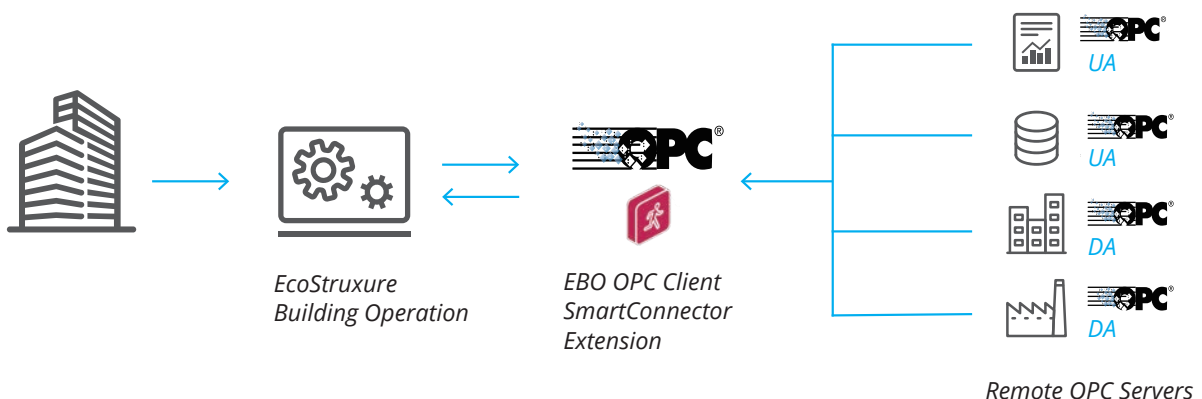 OPC®
UA
OPC®
UA
OPC®
DA
OPC®
DA
OPC®
EcoStruxure
Building Operation
EBO OPC Client
SmartConnector
Extension
Remote OPC Servers